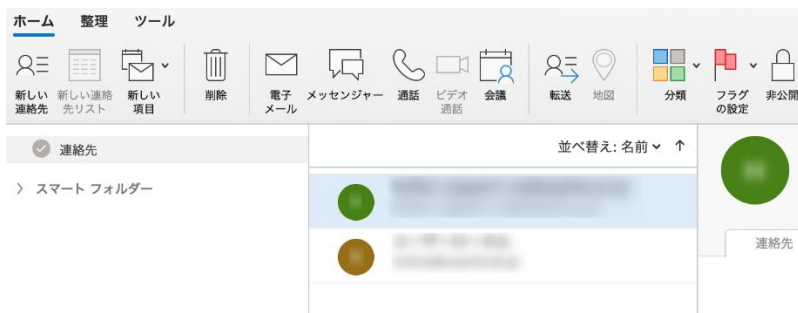 ホーム 整理 ツール
新しい連絡先 新しい連絡先リスト 新しい項目 削除 電子メール メッセンジャー 通話 ビデオ通話 会議 転送 地図 分類 フラグの設定 非公開
連絡先 並べ替え: 名前 ↑
> スマート フォルダー
連絡先